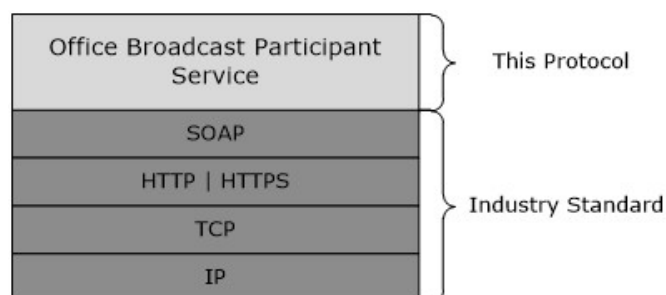 Office Broadcast Participant
Service
This Protocol
SOAP
HTTP | HTTPS
TCP
IP
Industry Standard